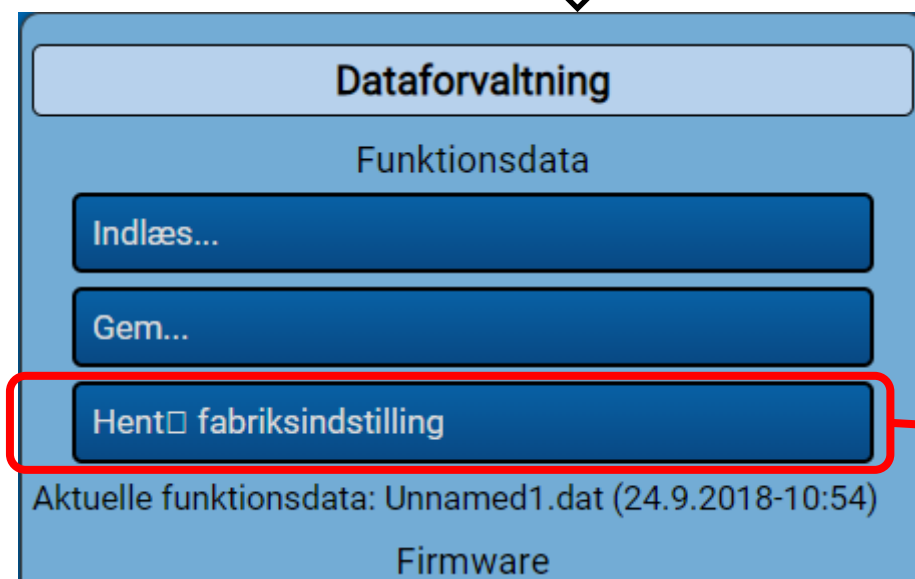 Dataforvaltning
Funktionsdata
Indlæs...
Gem...
Hent□ fabriksindstilling
Aktuelle funktionsdata: Unnamed1.dat (24.9.2018-10:54)
Firmware